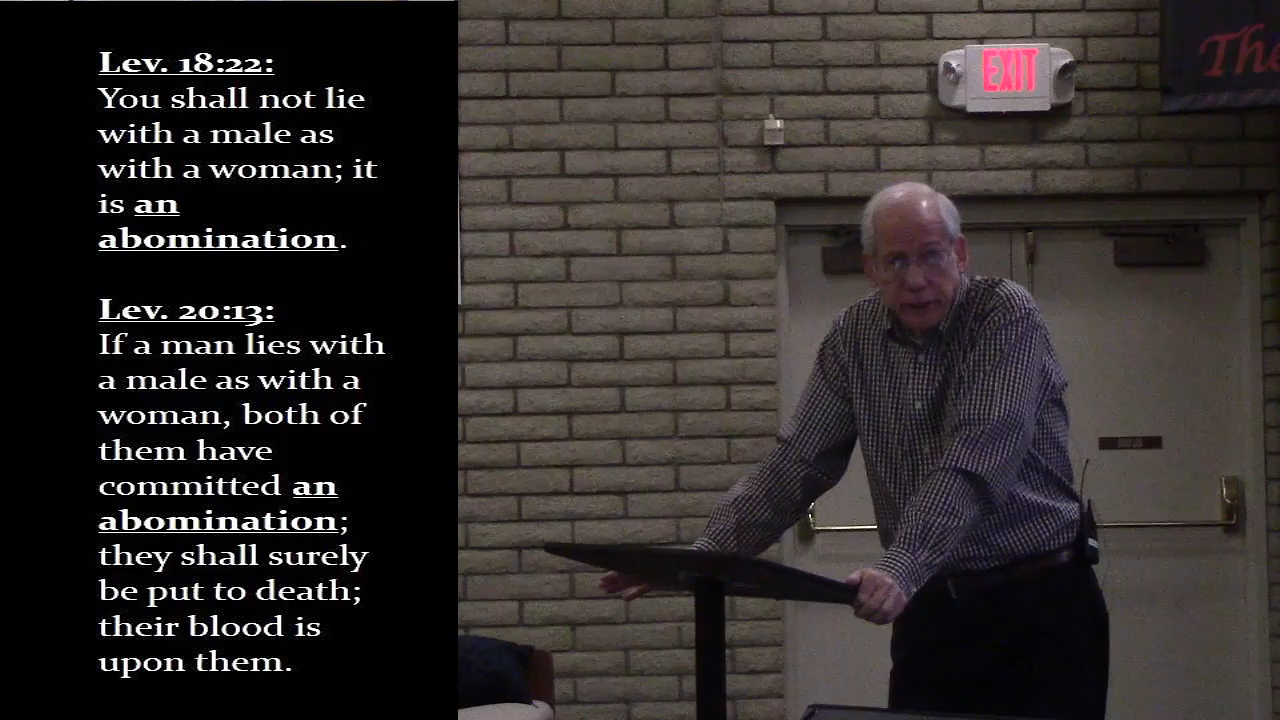 Lev. 18:22:
You shall not lie
with a male as
with a woman; it
is an
abomination.
Lev. 20:13:
If a man lies with
a male as with a
woman, both of
them have
committed an
abomination;
they shall surely
be put to death;
their blood is
upon them.
EXIT